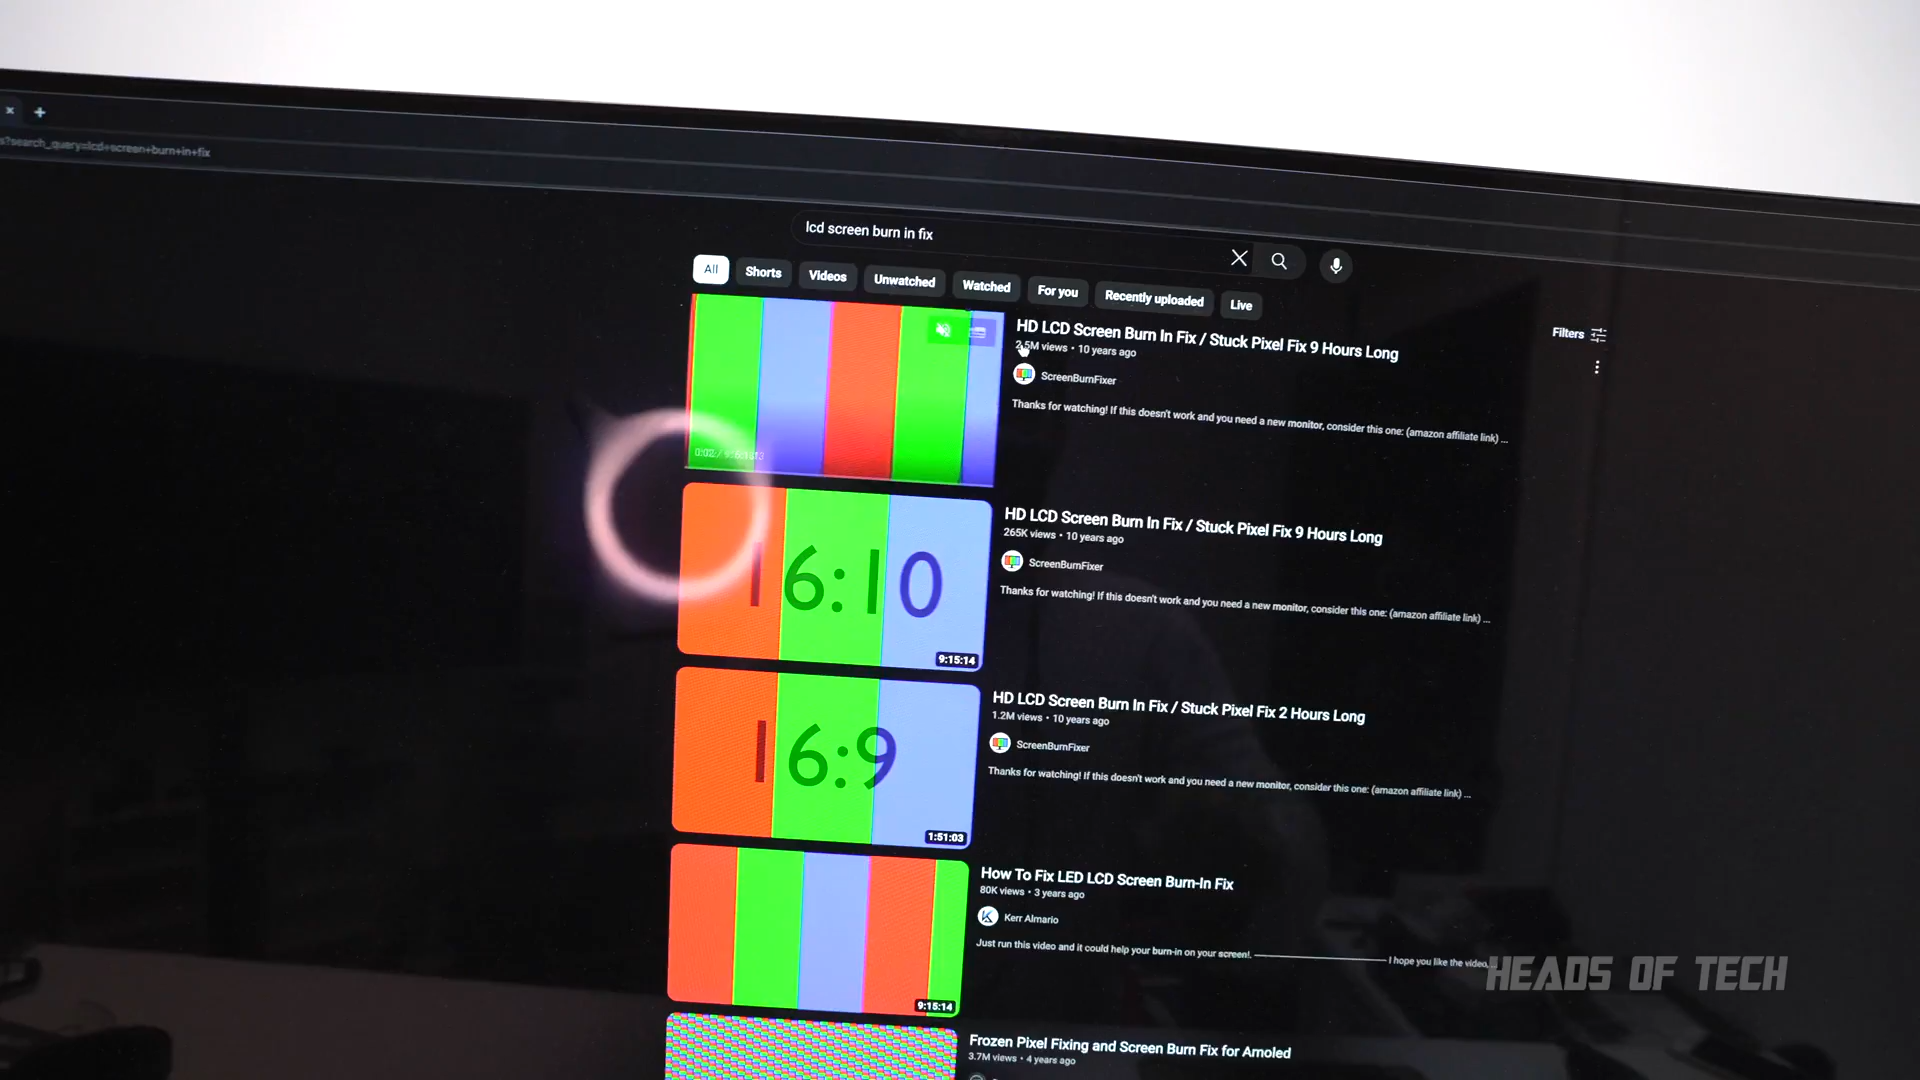 s?search_query=lcd+screen+burn+in+fix
lcd screen burn in fix
All Shorts Videos Unwatched Watched For you Recently uploaded Live
Filters
HD LCD Screen Burn In Fix / Stuck Pixel Fix 9 Hours Long
2.5M views • 10 years ago
ScreenBurnFixer
Thanks for watching! If this doesn't work and you need a new monitor, consider this one: (amazon affiliate link) ...
16:10
9:15:14
HD LCD Screen Burn In Fix / Stuck Pixel Fix 9 Hours Long
265K views • 10 years ago
ScreenBurnFixer
Thanks for watching! If this doesn't work and you need a new monitor, consider this one: (amazon affiliate link) ...
16:9
1:51:03
HD LCD Screen Burn In Fix / Stuck Pixel Fix 2 Hours Long
1.2M views • 10 years ago
ScreenBurnFixer
Thanks for watching! If this doesn't work and you need a new monitor, consider this one: (amazon affiliate link) ...
9:15:14
How To Fix LED LCD Screen Burn-In Fix
80K views • 3 years ago
Kerr Almario
Just run this video and it could help your burn-in on your screen!. I hope you like the video,
HEADS OF TECH
Frozen Pixel Fixing and Screen Burn Fix for Amoled
3.7M views • 4 years ago